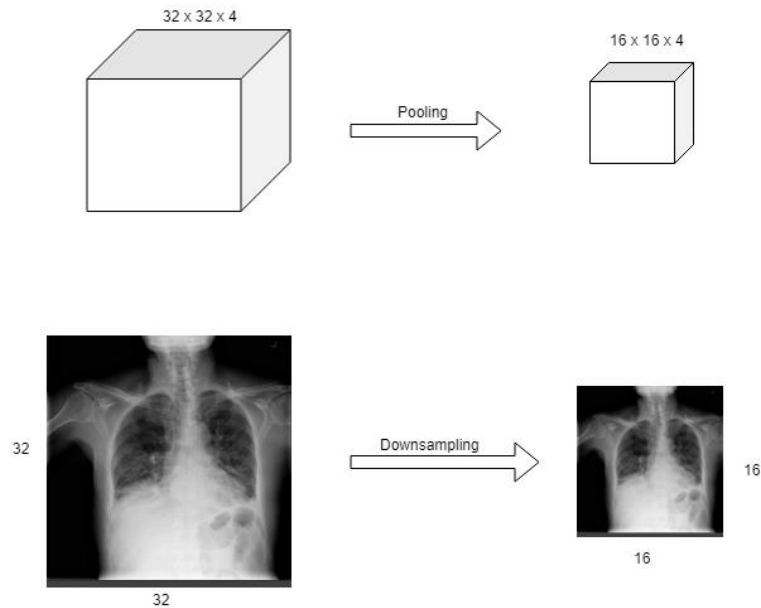 32 x 32 x 4
16 x 16 x 4
Pooling
32
Downsampling
16
32
16